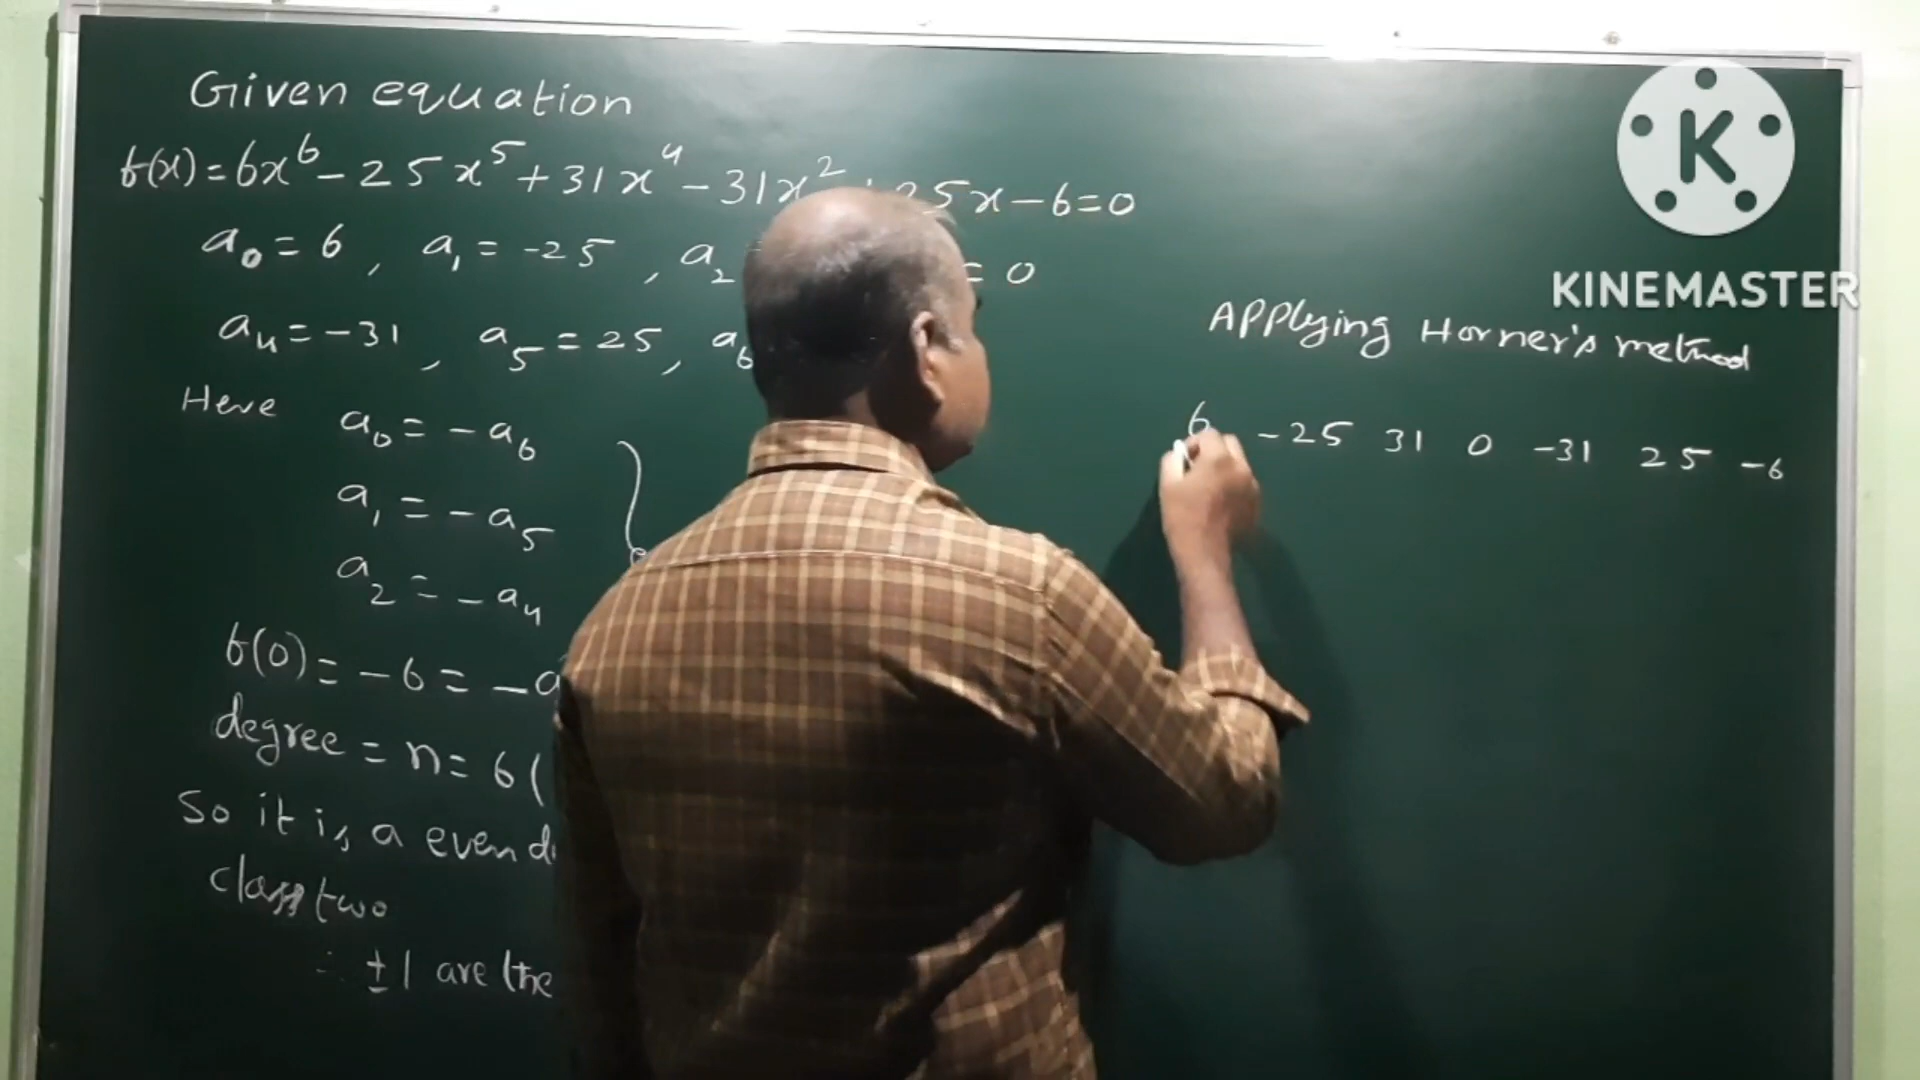 Given equation
f(x) = 6x⁶ - 25x⁵ + 31x⁴ - 31x² 25x - 6 = 0
a₀ = 6 , a₁ = -25 , a₂ = 0
a₄ = -31 , a₅ = 25 , a₆
Here a₀ = - a₆
a₁ = - a₅
a₂ = - a₄
f(0) = - 6 = -
degree = n = 6 (
So it is a even
class two
∴ ±1 are the
Applying Horner's method
6 -25 31 0 -31 25 -6
K
KINEMASTER